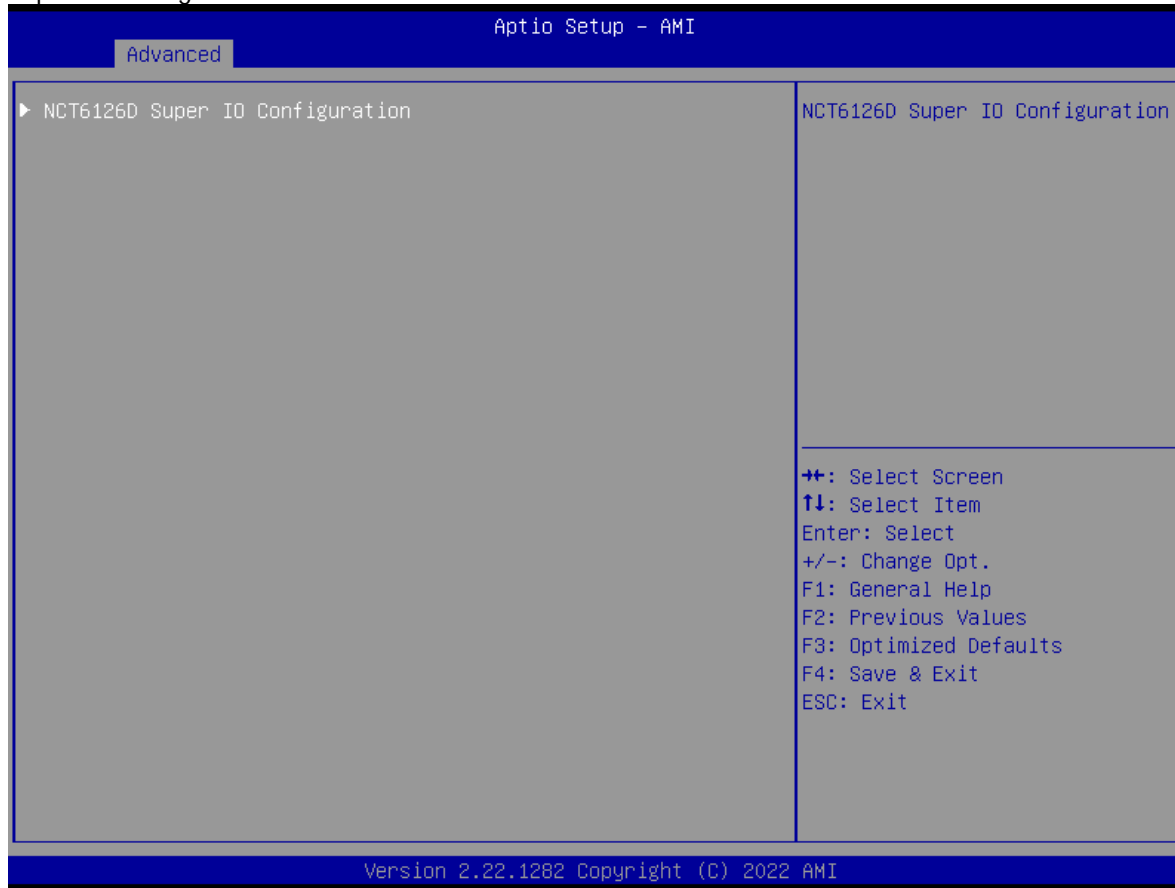 Aptio Setup – AMI
Advanced
▶ NCT6126D Super IO Configuration
NCT6126D Super IO Configuration
→←: Select Screen
↑↓: Select Item
Enter: Select
+/-: Change Opt.
F1: General Help
F2: Previous Values
F3: Optimized Defaults
F4: Save & Exit
ESC: Exit
Version 2.22.1282 Copyright (C) 2022 AMI